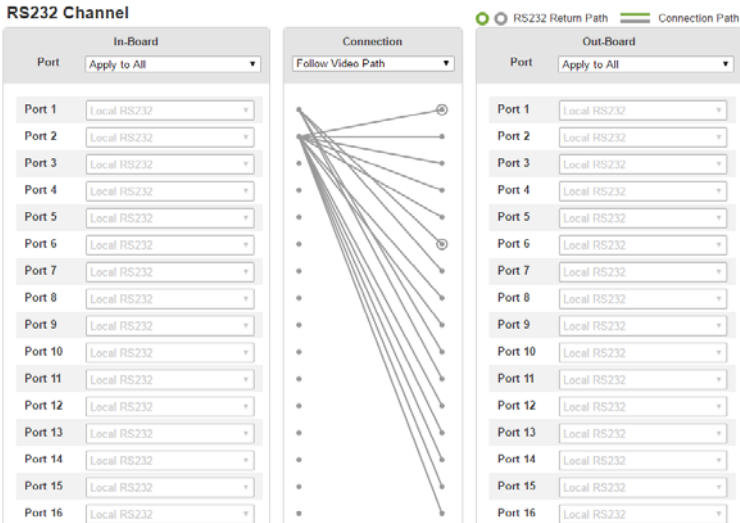 RS232 Channel
RS232 Return Path Connection Path
In-Board Connection Out-Board
Port Apply to All Follow Video Path Port Apply to All
Port 1 Local RS232 Port 1 Local RS232
Port 2 Local RS232 Port 2 Local RS232
Port 3 Local RS232 Port 3 Local RS232
Port 4 Local RS232 Port 4 Local RS232
Port 5 Local RS232 Port 5 Local RS232
Port 6 Local RS232 Port 6 Local RS232
Port 7 Local RS232 Port 7 Local RS232
Port 8 Local RS232 Port 8 Local RS232
Port 9 Local RS232 Port 9 Local RS232
Port 10 Local RS232 Port 10 Local RS232
Port 11 Local RS232 Port 11 Local RS232
Port 12 Local RS232 Port 12 Local RS232
Port 13 Local RS232 Port 13 Local RS232
Port 14 Local RS232 Port 14 Local RS232
Port 15 Local RS232 Port 15 Local RS232
Port 16 Local RS232 Port 16 Local RS232